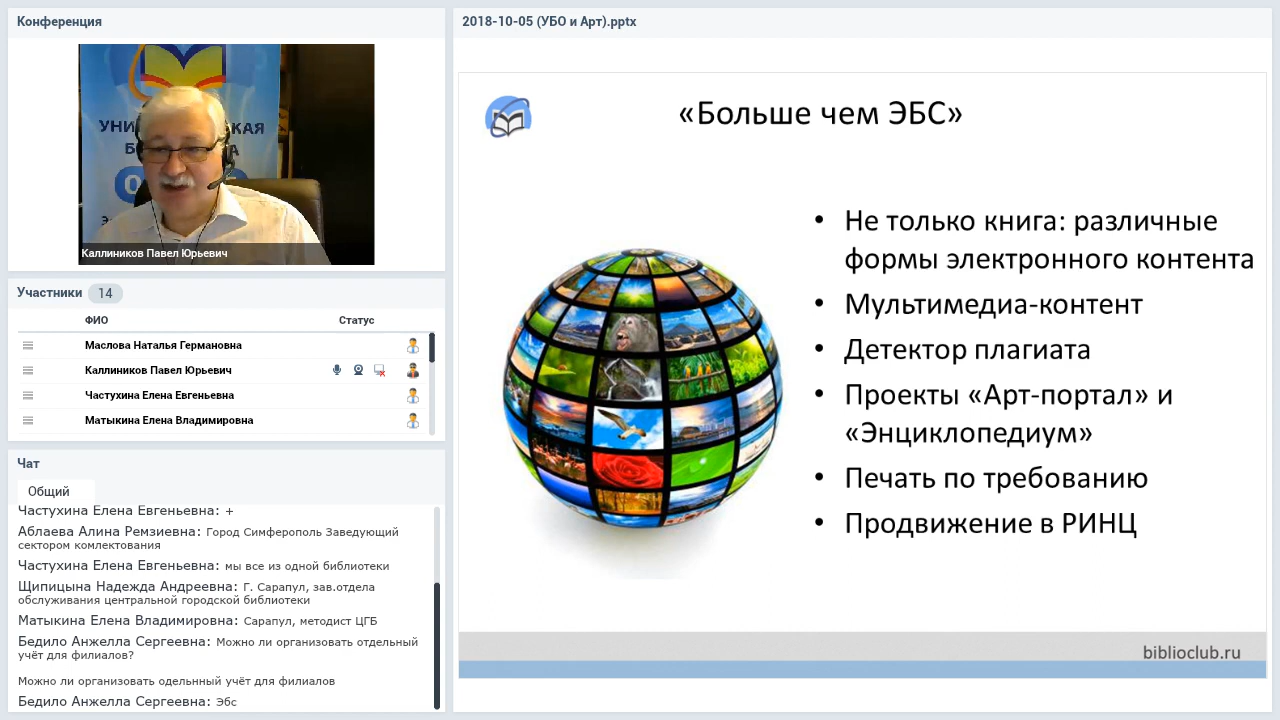 Конференция
УНИ
КАЯ
Б
А
Каллиников Павел Юрьевич
Участники 14
ФИО Статус
Маслова Наталья Германовна
Каллиников Павел Юрьевич
Частухина Елена Евгеньевна
Матыкина Елена Владимировна
Чат
Общий
Частухина Елена Евгеньевна: +
Аблаева Алина Ремзиевна: Город Симферополь Заведующий
сектором комлектования
Частухина Елена Евгеньевна: мы все из одной библиотеки
Щипицына Надежда Андреевна: Г. Сарапул, зав.отдела
обслуживания центральной городской библиотеки
Матыкина Елена Владимировна: Сарапул, методист ЦГБ
Бедило Анжелла Сергеевна: Можно ли организовать отдельный
учёт для филиалов?
Можно ли организовать одельнный учёт для филиалов
Бедило Анжелла Сергеевна: Эбс
2018-10-05 (УБО и Арт).pptx
«Больше чем ЭБС»
• Не только книга: различные
формы электронного контента
• Мультимедиа-контент
• Детектор плагиата
• Проекты «Арт-портал» и
«Энциклопедиум»
• Печать по требованию
• Продвижение в РИНЦ
biblioclub.ru